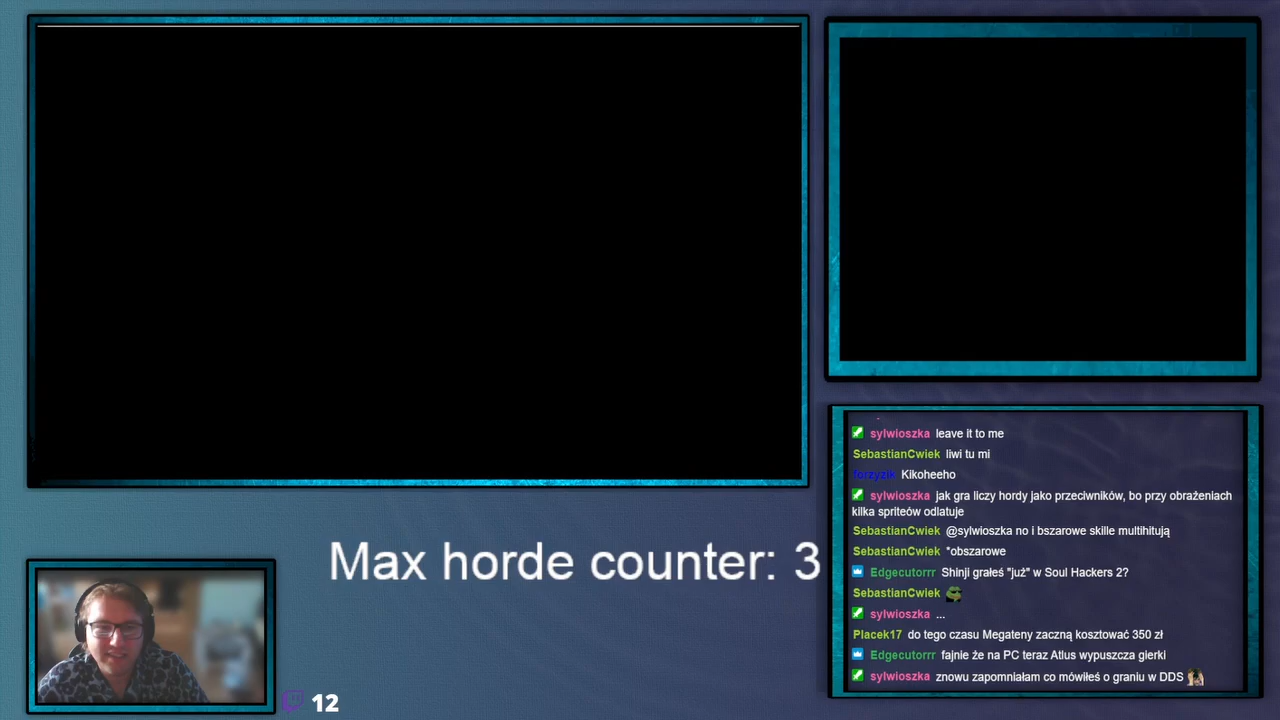 sylwioszka leave it to me
SebastianCwiek liwi tu mi
forzyzik Kikoheeho
sylwioszka jak gra liczy hordy jako przeciwników, bo przy obrażeniach
kilka spriteów odlatuje
SebastianCwiek @sylwioszka no i bszarowe skille multihitują
SebastianCwiek *obszarowe
Edgecutorrr Shinji grałeś "już" w Soul Hackers 2?
SebastianCwiek
sylwioszka ...
Placek17 do tego czasu Megateny zaczną kosztować 350 zł
Edgecutorrr fajnie że na PC teraz Atlus wypuszcza gierki
sylwioszka znowu zapomniałam co mówiłeś o graniu w DDS
Max horde counter: 3
12